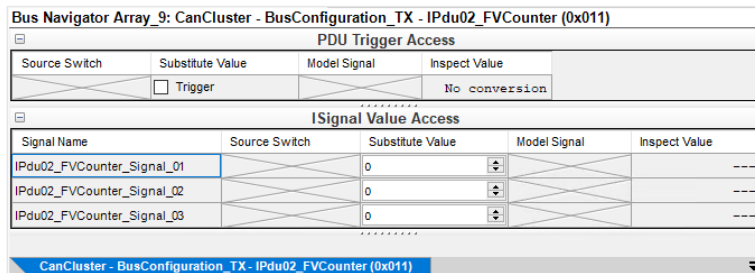 Bus Navigator Array_9: CanCluster - BusConfiguration_TX - IPdu02_FVCounter (0x011)
PDU Trigger Access
Source Switch Substitute Value Model Signal Inspect Value
Trigger No conversion
ISignal Value Access
Signal Name Source Switch Substitute Value Model Signal Inspect Value
IPdu02_FVCounter_Signal_01 0 ---
IPdu02_FVCounter_Signal_02 0 ---
IPdu02_FVCounter_Signal_03 0 ---
CanCluster - BusConfiguration_TX - IPdu02_FVCounter (0x011)